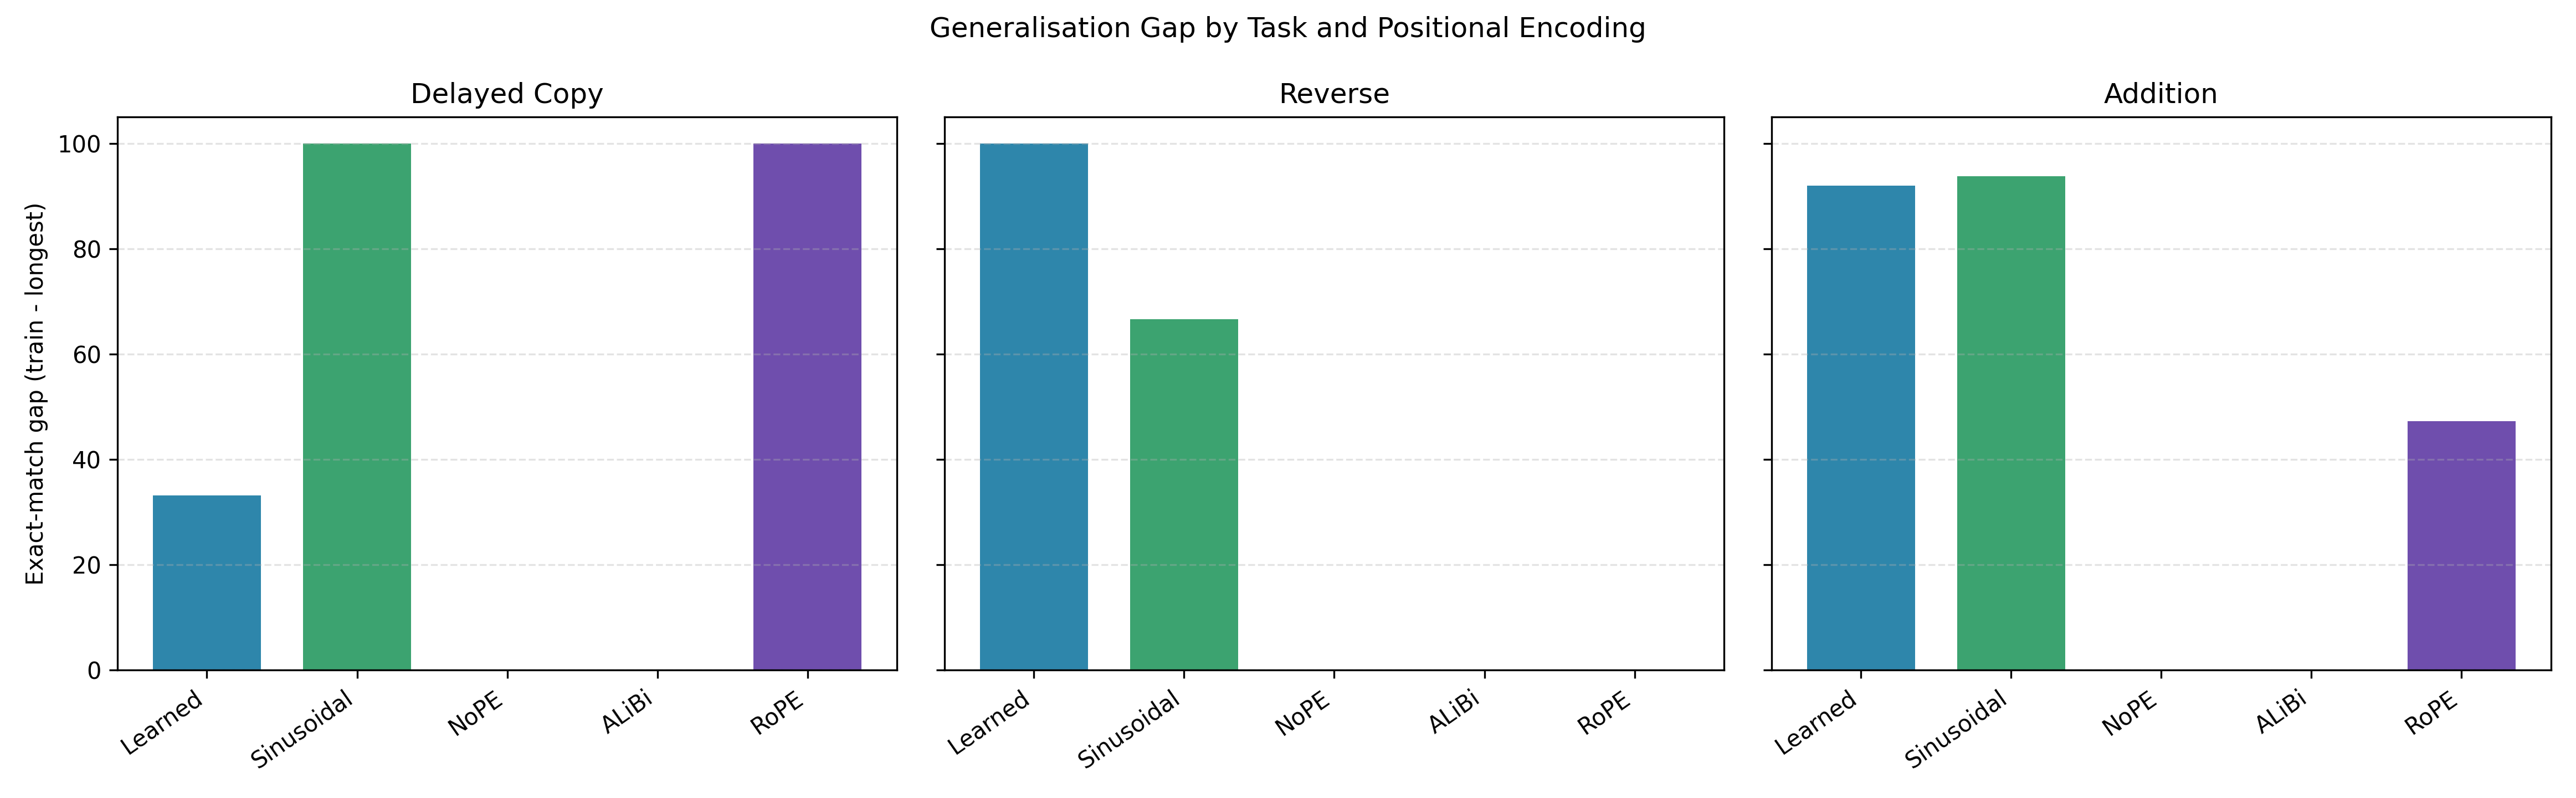 Generalisation Gap by Task and Positional Encoding
Delayed Copy
Reverse
Addition
Exact-match gap (train - longest)
100
80
60
40
20
0
Learned
Sinusoidal
NoPE
ALiBi
RoPE
Learned
Sinusoidal
NoPE
ALiBi
RoPE
Learned
Sinusoidal
NoPE
ALiBi
RoPE